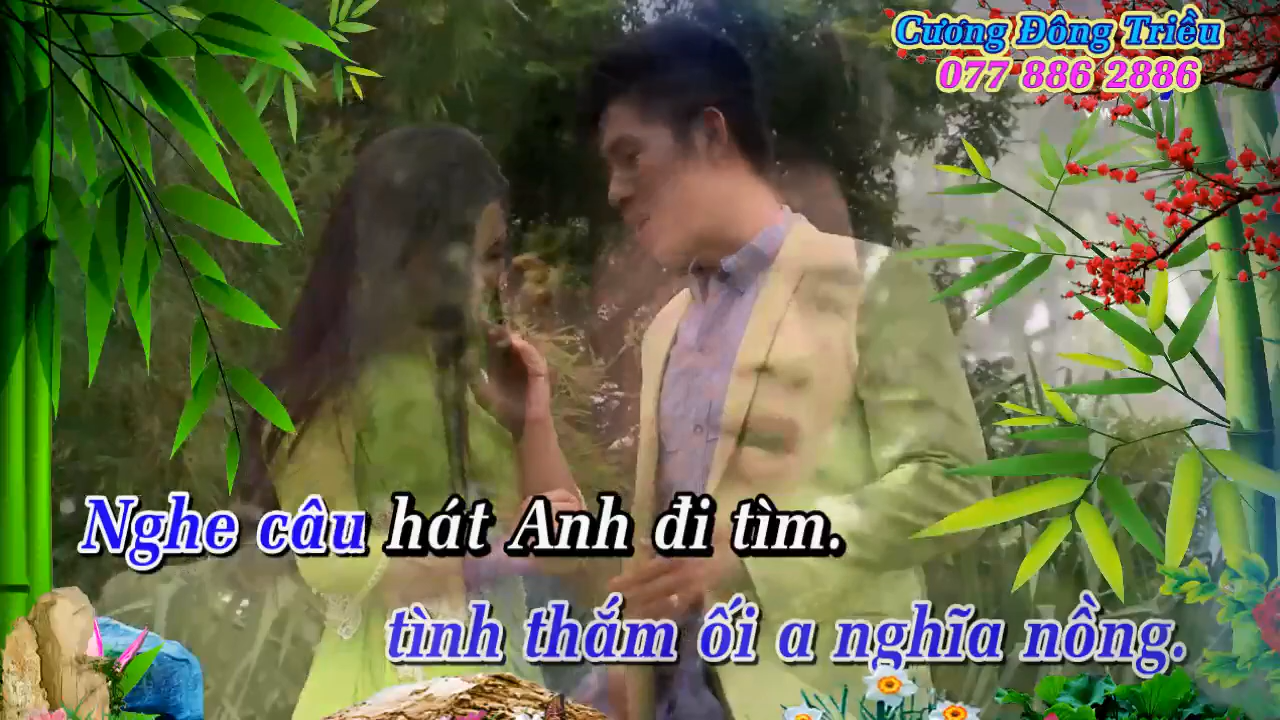 Cương Đông Triều
077 886 2886
Nghe câu hát Anh đi tìm.
tình thắm ối a nghĩa nồng.